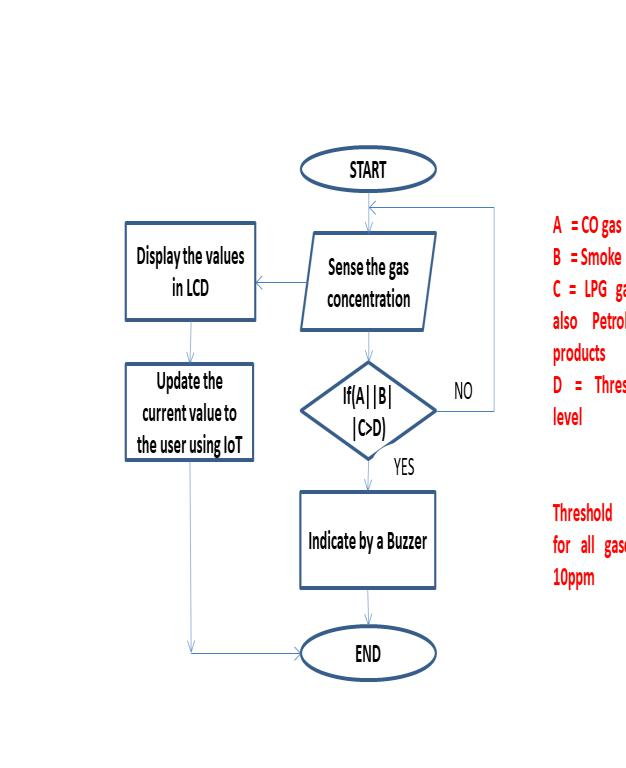 START
Display the values
in LCD
Sense the gas
concentration
Update the
current value to
the user using IoT
If(A||B|
|C>D)
NO
YES
Indicate by a Buzzer
END
A = CO gas
B = Smoke
C = LPG
also
products
D =
level
Threshold
for all
10ppm